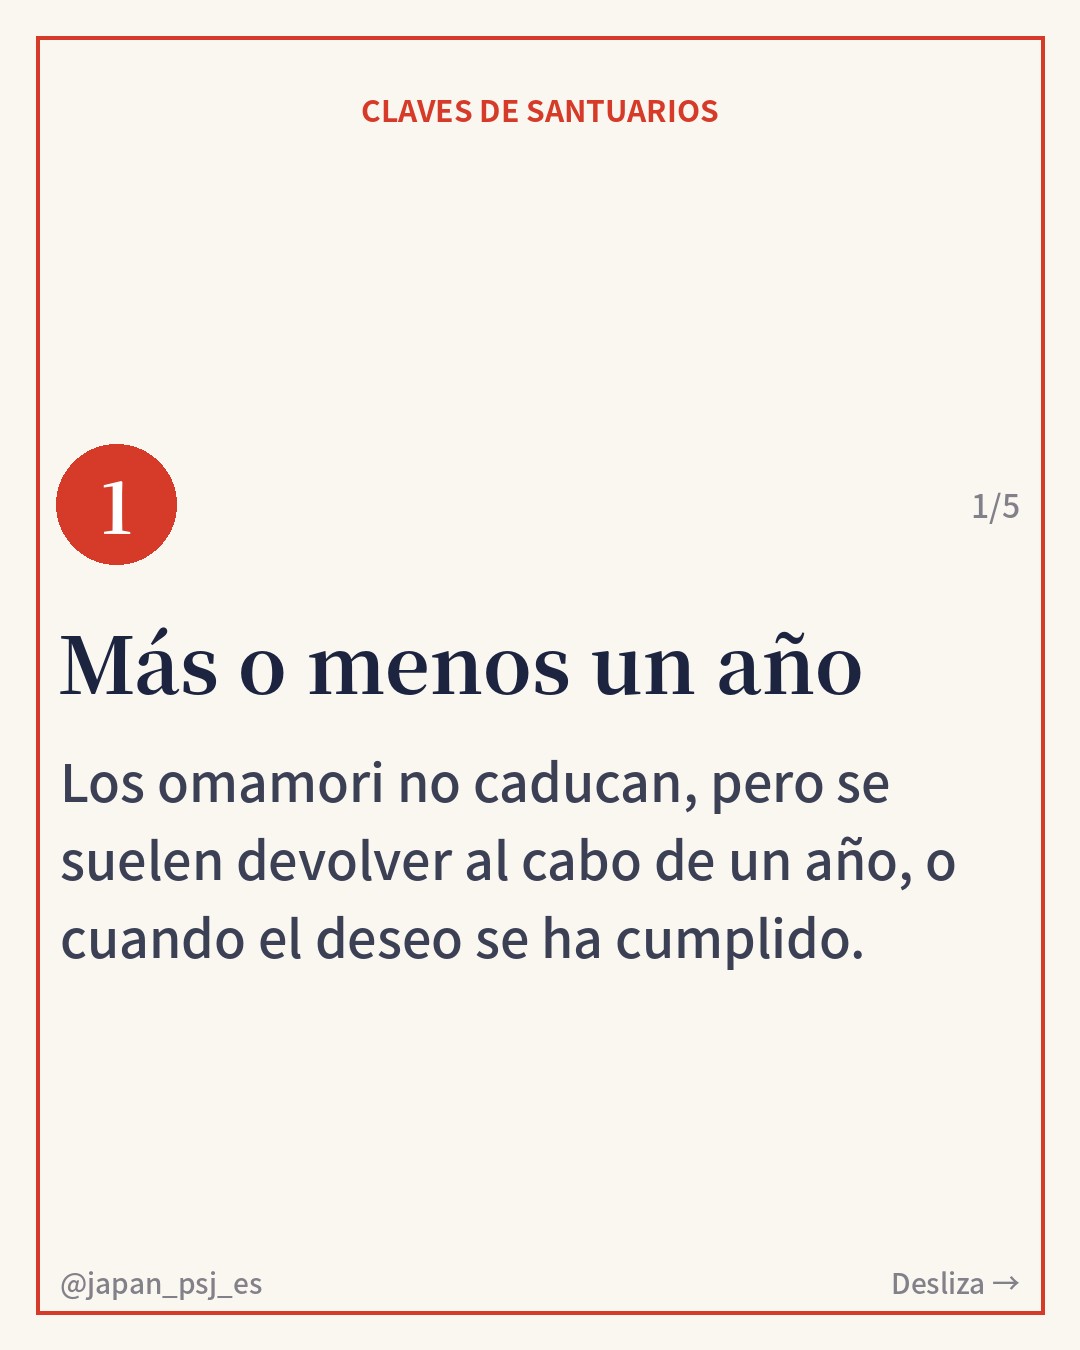 CLAVES DE SANTUARIOS
1
1/5
Más o menos un año
Los omamori no caducan, pero se
suelen devolver al cabo de un año, o
cuando el deseo se ha cumplido.
@japan_psj_es
Desliza →